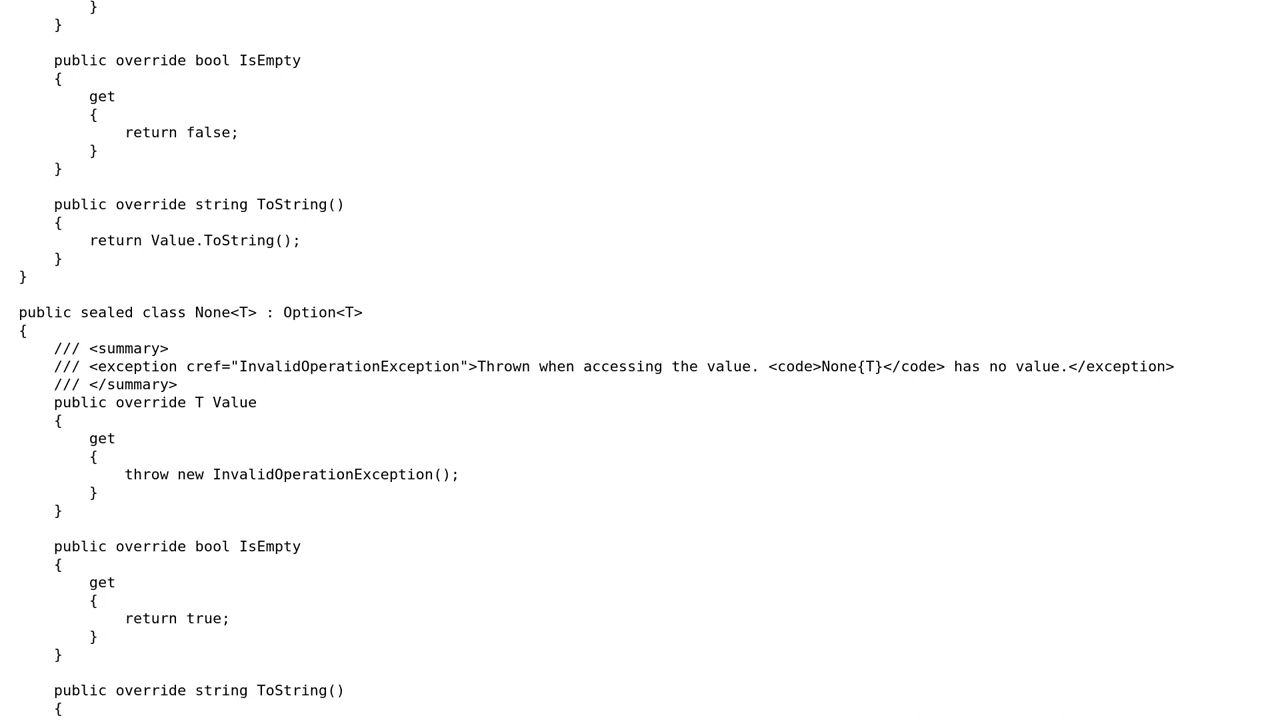 }
    }

    public override bool IsEmpty
    {
        get
        {
            return false;
        }
    }

    public override string ToString()
    {
        return Value.ToString();
    }
}

public sealed class None<T> : Option<T>
{
    /// <summary>
    /// <exception cref="InvalidOperationException">Thrown when accessing the value. <code>None{T}</code> has no value.</exception>
    /// </summary>
    public override T Value
    {
        get
        {
            throw new InvalidOperationException();
        }
    }

    public override bool IsEmpty
    {
        get
        {
            return true;
        }
    }

    public override string ToString()
    {